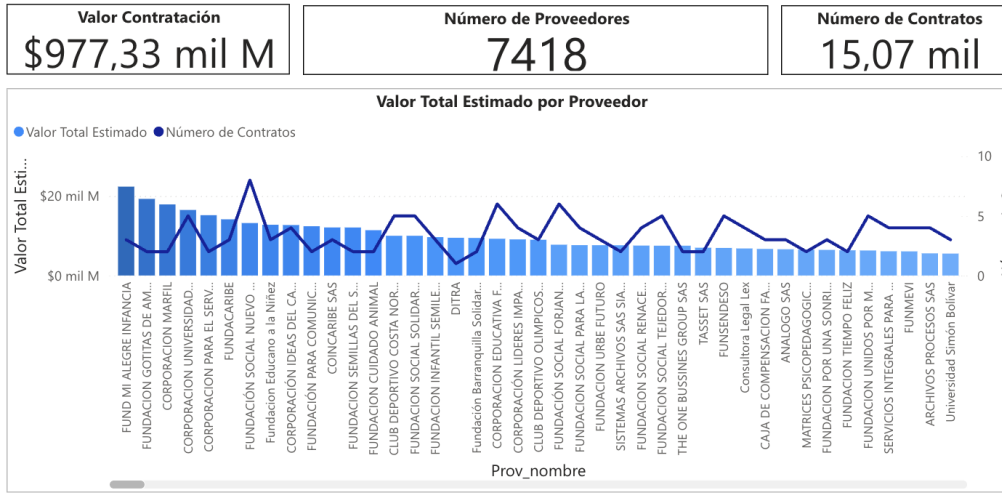 Valor Contratación
$977,33 mil M
Número de Proveedores
7418
Número de Contratos
15,07 mil
Valor Total Estimado por Proveedor
Valor Total Estimado
Número de Contratos
Valor Total Esti...
$20 mil M
$0 mil M
10
5
0
FUND MI ALEGRE INFANCIA
FUNDACION GOTITAS DE AM...
CORPORACION MARFIL
CORPORACION UNIVERSIDAD...
CORPORACION PARA EL SERV...
FUNDACARIBE
FUNDACIÓN SOCIAL NUEVO ...
Fundacion Educano a la Niñez
CORPORACIÓN IDEAS DEL CA...
FUNDACIÓN PARA COMUNIC...
COINCARIBE SAS
FUNDACION SEMILLAS DEL S...
FUNDACION CUIDADO ANIMAL
CLUB DEPORTIVO COSTA NOR...
FUNDACION SOCIAL SOLIDAR...
FUNDACION INFANTIL SEMILE...
DITRA
Fundación Barranquilla Solidar...
CORPORACION EDUCATIVA F...
CORPORACIÓN LIDERES IMPA...
CLUB DEPORTIVO OLIMPICOS...
FUNDACIÓN SOCIAL FORJAN...
FUNDACION SOCIAL PARA LA...
FUNDACION URBE FUTURO
SISTEMAS ARCHIVOS SAS SIA...
FUNDACION SOCIAL RENACE...
FUNDACION SOCIAL TEJEDOR...
THE ONE BUSSINES GROUP SAS
TASSET SAS
FUNSENDESO
Consultora Legal Lex
CAJA DE COMPENSACION FA...
ANALOGO SAS
MATRICES PSICOPEDAGOGIC...
FUNDACION POR UNA SONRI...
FUNDACION TIEMPO FELIZ
FUNDACION UNIDOS POR M...
SERVICIOS INTEGRALES PARA ...
FUNMEVI
ARCHIVOS PROCESOS SAS
Universidad Simón Bolívar
Prov_nombre